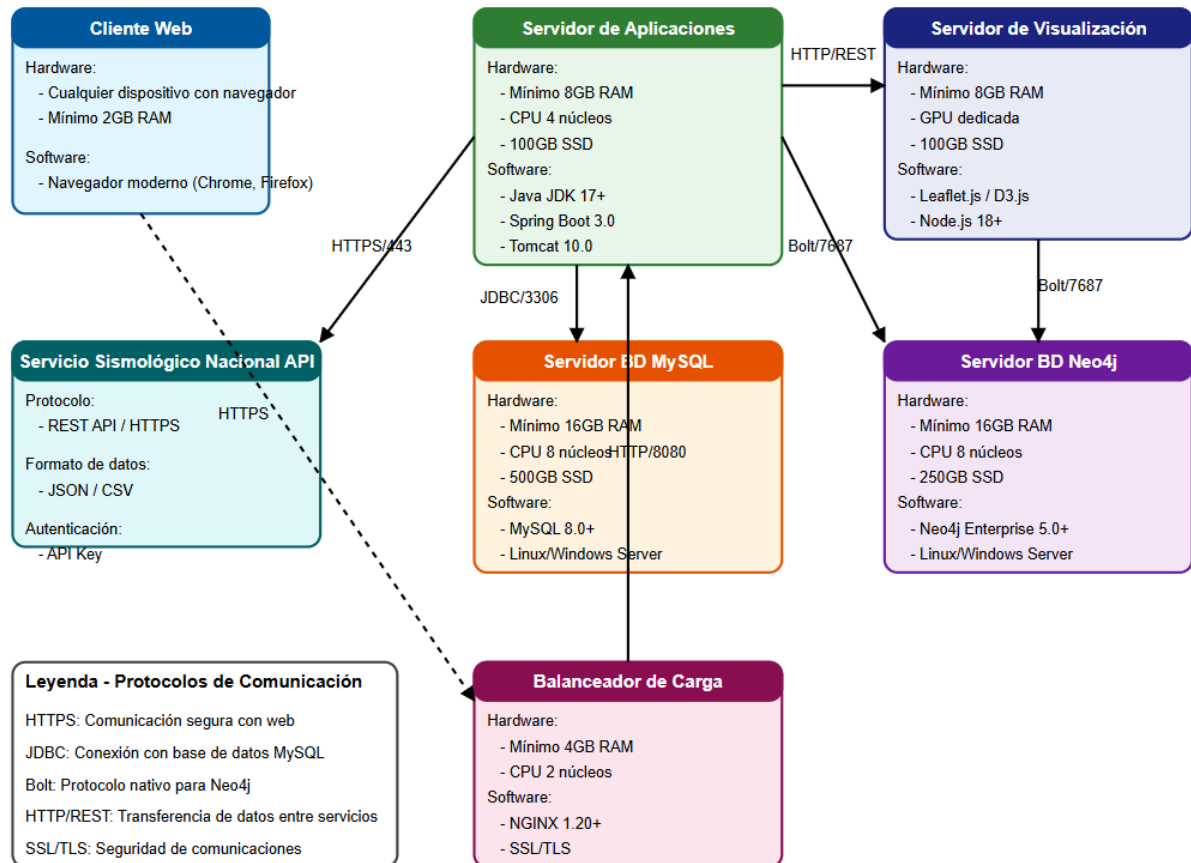 Cliente Web
Hardware:
- Cualquier dispositivo con navegador
- Mínimo 2GB RAM
Software:
- Navegador moderno (Chrome, Firefox)
Servidor de Aplicaciones
Hardware:
- Mínimo 8GB RAM
- CPU 4 núcleos
- 100GB SSD
Software:
- Java JDK 17+
- Spring Boot 3.0
- Tomcat 10.0
HTTP/REST
Servidor de Visualización
Hardware:
- Mínimo 8GB RAM
- GPU dedicada
- 100GB SSD
Software:
- Leaflet.js / D3.js
- Node.js 18+
HTTPS/443
JDBC/3306
Bolt/7687
Bolt/7687
Servicio Sismológico Nacional API
Protocolo:
- REST API / HTTPS
Formato de datos:
- JSON / CSV
Autenticación:
- API Key
HTTPS
Servidor BD MySQL
Hardware:
- Mínimo 16GB RAM
- CPU 8 núcleos
- 500GB SSD
Software:
- MySQL 8.0+
- Linux/Windows Server
HTTP/8080
Servidor BD Neo4j
Hardware:
- Mínimo 16GB RAM
- CPU 8 núcleos
- 250GB SSD
Software:
- Neo4j Enterprise 5.0+
- Linux/Windows Server
Leyenda - Protocolos de Comunicación
HTTPS: Comunicación segura con web
JDBC: Conexión con base de datos MySQL
Bolt: Protocolo nativo para Neo4j
HTTP/REST: Transferencia de datos entre servicios
SSL/TLS: Seguridad de comunicaciones
Balanceador de Carga
Hardware:
- Mínimo 4GB RAM
- CPU 2 núcleos
Software:
- NGINX 1.20+
- SSL/TLS